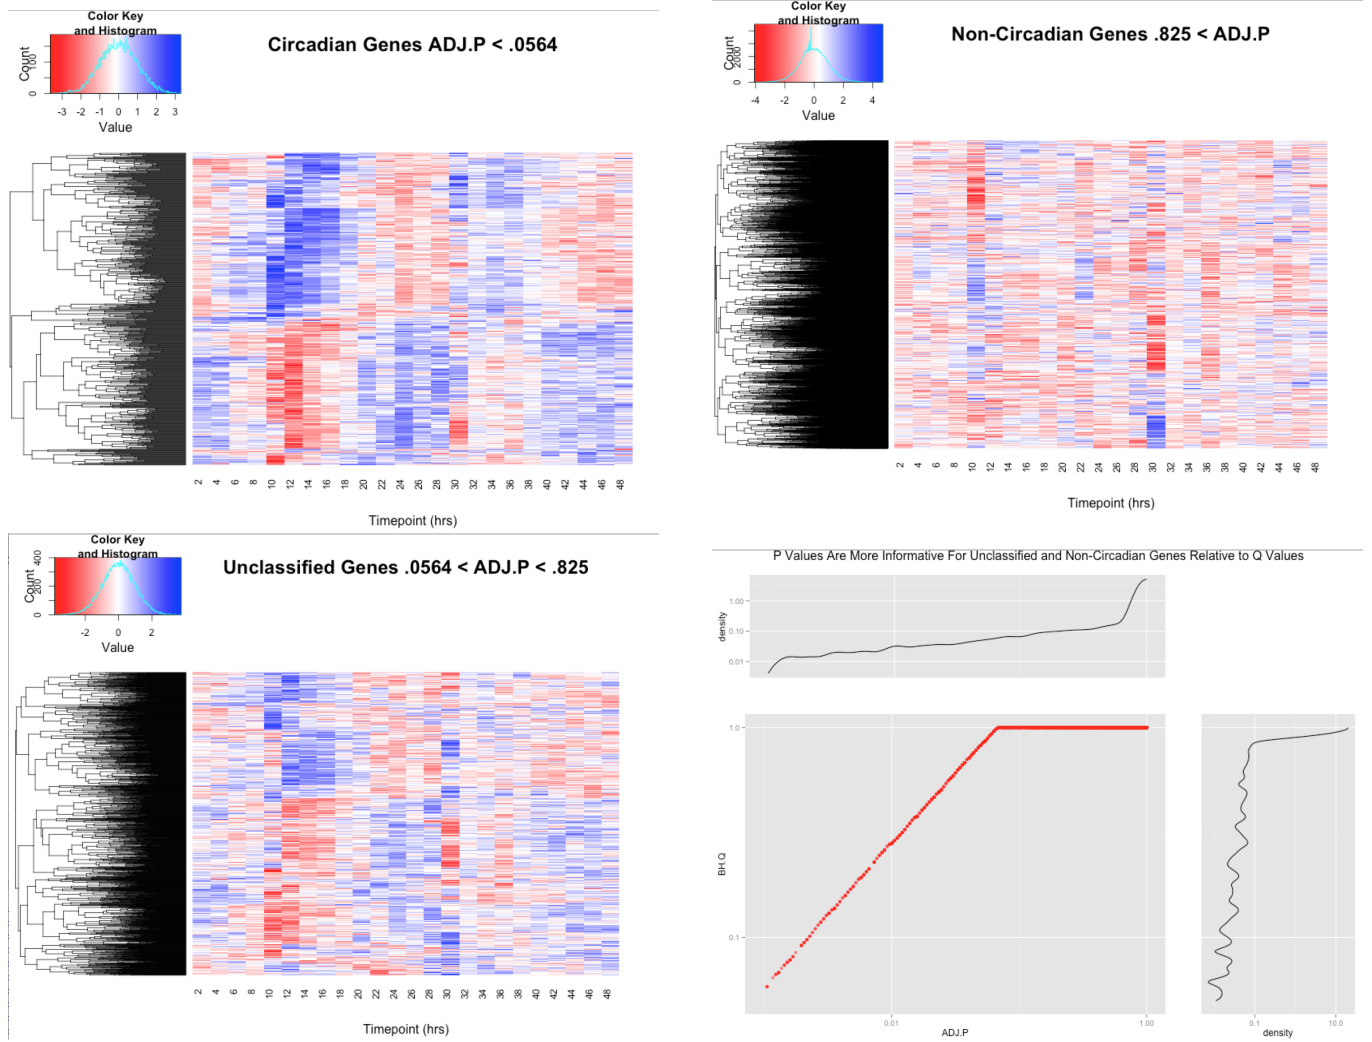 Color Key
and Histogram
Count
0
100
-3 -2 -1 0 1 2 3
Value
Circadian Genes ADJ.P < .0564
2 4 6 8 10 12 14 16 18 20 22 24 26 28 30 32 34 36 38 40 42 44 46 48
Timepoint (hrs)
Color Key
and Histogram
Count
0 2000
-4 -2 0 2 4
Value
Non-Circadian Genes .825 < ADJ.P
2 4 6 8 10 12 14 16 18 20 22 24 26 28 30 32 34 36 38 40 42 44 46 48
Timepoint (hrs)
Color Key
and Histogram
Count
0 200 400
-2 0 2
Value
Unclassified Genes .0564 < ADJ.P < .825
2 4 6 8 10 12 14 16 18 20 22 24 26 28 30 32 34 36 38 40 42 44 46 48
Timepoint (hrs)
P Values Are More Informative For Unclassified and Non-Circadian Genes Relative to Q Values
density
1.00
0.10
0.01
BH.Q
1.0
0.1
0.01 1.00
ADJ.P
0.1 10.0
density